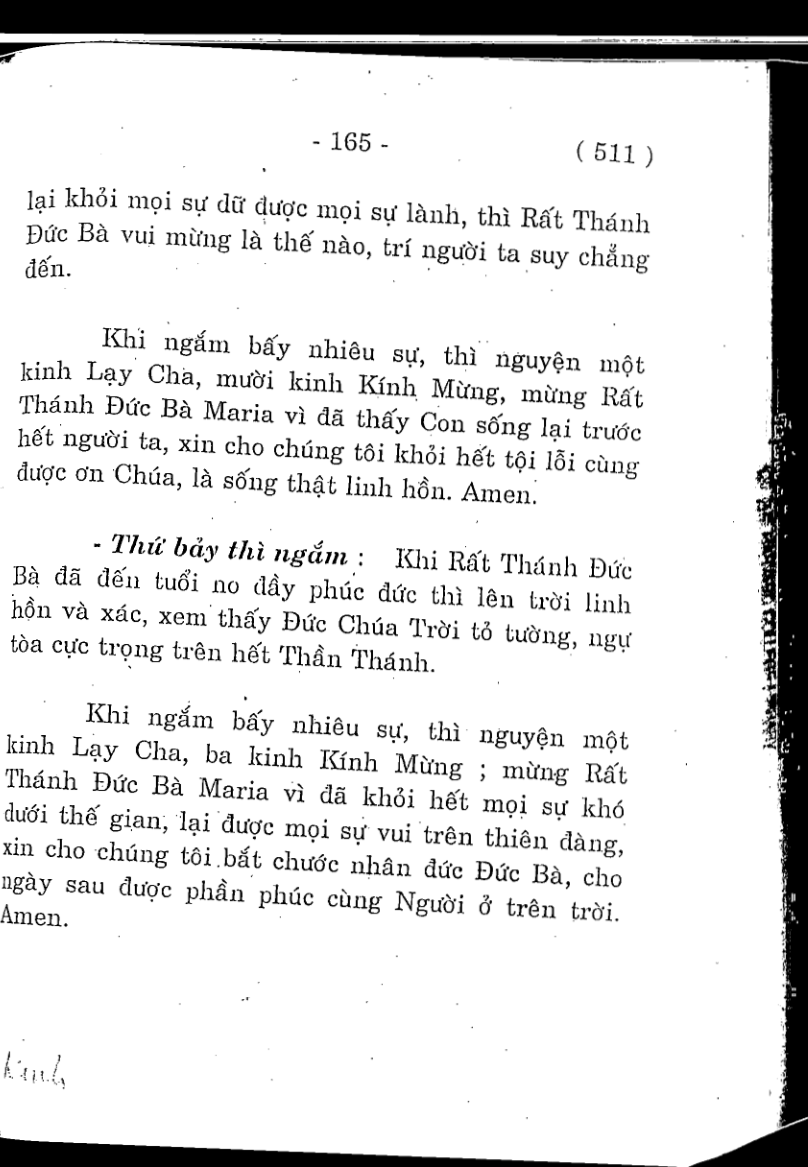 - 165 - ( 511 )
lại khỏi mọi sự dữ được mọi sự lành, thì Rất Thánh
Đức Bà vui mừng là thế nào, trí người ta suy chẳng
đến.
Khi ngắm bấy nhiêu sự, thì nguyện một
kinh Lạy Cha, mười kinh Kính Mừng, mừng Rất
Thánh Đức Bà Maria vì đã thấy Con sống lại trước
hết người ta, xin cho chúng tôi khỏi hết tội lỗi cùng
được ơn Chúa, là sống thật linh hồn. Amen.
- Thứ bảy thì ngắm : Khi Rất Thánh Đức
Bà đã đến tuổi no đầy phúc đức thì lên trời linh
hồn và xác, xem thấy Đức Chúa Trời tỏ tường, ngự
tòa cực trọng trên hết Thần Thánh.
Khi ngắm bấy nhiêu sự, thì nguyện một
kinh Lạy Cha, ba kinh Kính Mừng ; mừng Rất
Thánh Đức Bà Maria vì đã khỏi hết mọi sự khó
dưới thế gian, lại được mọi sự vui trên thiên đàng,
xin cho chúng tôi bắt chước nhân đức Đức Bà, cho
ngày sau được phần phúc cùng Người ở trên trời.
Amen.